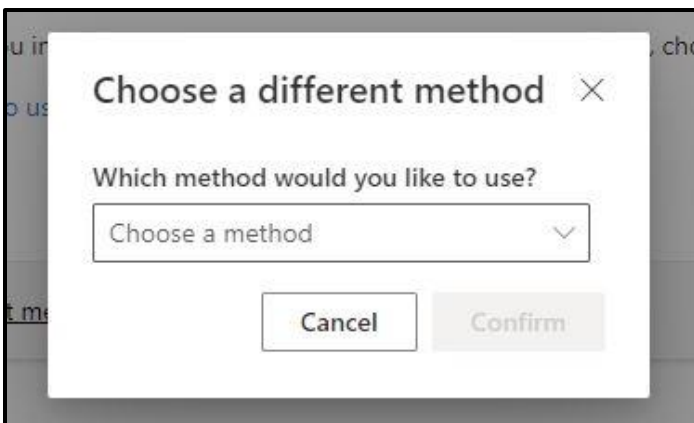 Choose a different method
Which method would you like to use?
Choose a method
Cancel
Confirm